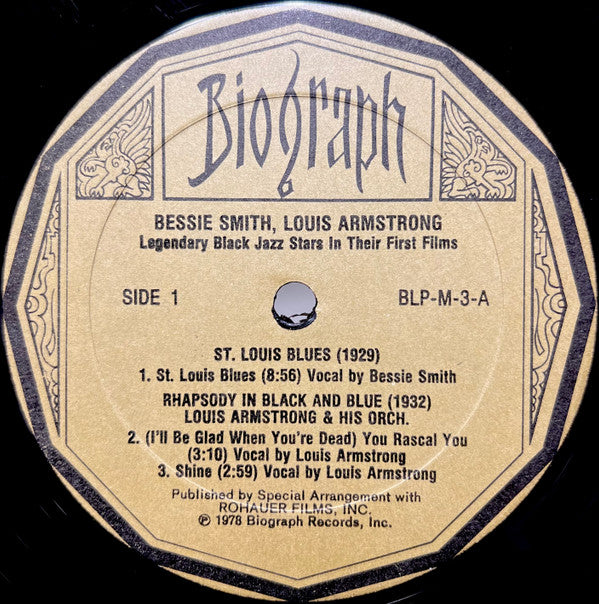 Biograph
BESSIE SMITH, LOUIS ARMSTRONG
Legendary Black Jazz Stars In Their First Films
SIDE 1
BLP-M-3-A
ST. LOUIS BLUES (1929)
1. St. Louis Blues (8:56) Vocal by Bessie Smith
RHAPSODY IN BLACK AND BLUE (1932)
LOUIS ARMSTRONG & HIS ORCH.
2. (I'll Be Glad When You're Dead) You Rascal You
(3:10) Vocal by Louis Armstrong
3. Shine (2:59) Vocal by Louis Armstrong
Published by Special Arrangement with
ROHAUER FILMS, INC.
℗ 1978 Biograph Records, Inc.